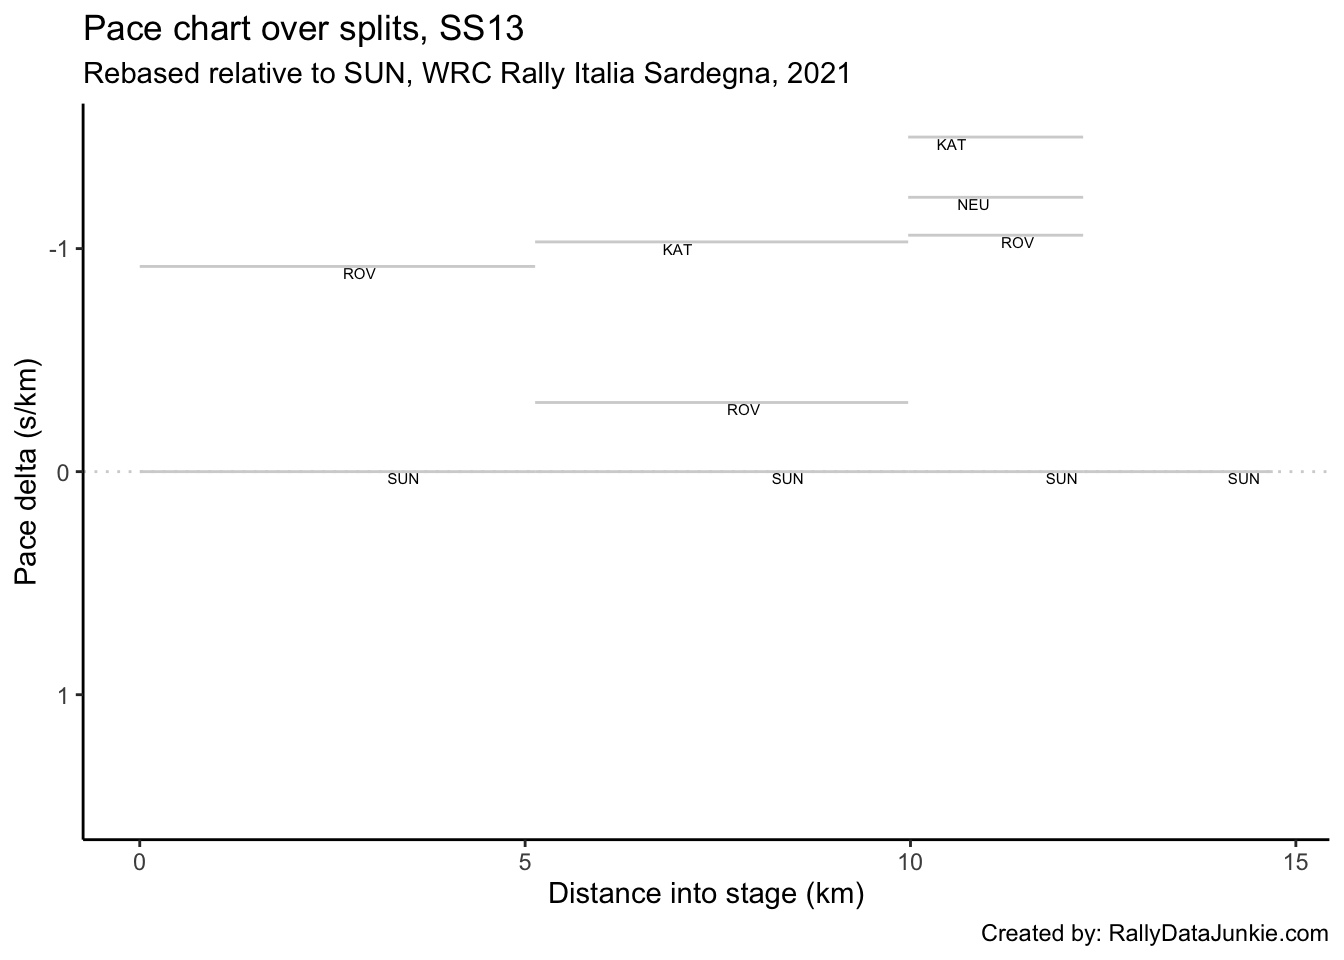 Pace chart over splits, SS13
Rebased relative to SUN, WRC Rally Italia Sardegna, 2021
KAT
NEU
ROV
-1
KAT
ROV
ROV
0
SUN
SUN
SUN
SUN
1
Pace delta (s/km)
0
5
10
15
Distance into stage (km)
Created by: RallyDataJunkie.com